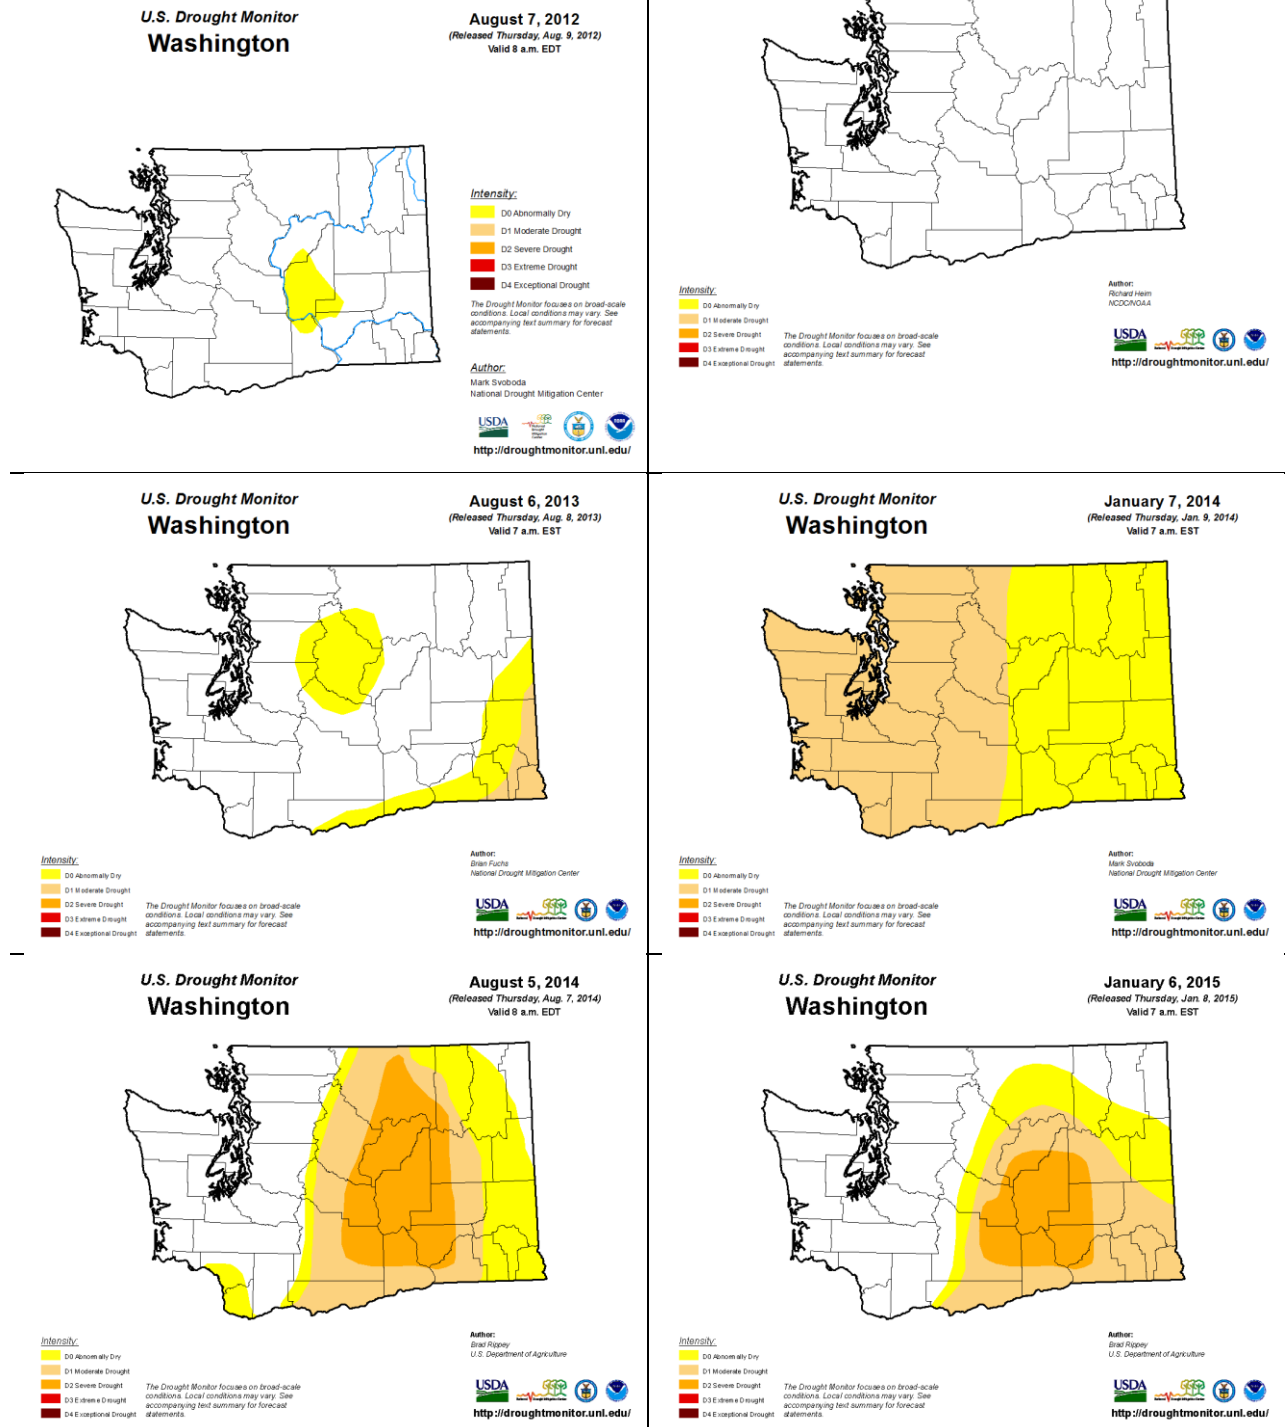 U.S. Drought Monitor
Washington
August 7, 2012
(Released Thursday, Aug. 9, 2012)
Valid 8 a.m. EDT
Intensity:
D0 Abnormally Dry
D1 Moderate Drought
D2 Severe Drought
D3 Extreme Drought
D4 Exceptional Drought
The Drought Monitor focuses on broad-scale
conditions. Local conditions may vary. See
accompanying text summary for forecast
statements.
Author:
Mark Svoboda
National Drought Mitigation Center
USDA
http://droughtmonitor.unl.edu/
Intensity:
D0 Abnormally Dry
D1 Moderate Drought
D2 Severe Drought
D3 Extreme Drought
D4 Exceptional Drought
The Drought Monitor focuses on broad-scale
conditions. Local conditions may vary. See
accompanying text summary for forecast
statements.
Author:
Richard Heim
NCDC/NOAA
USDA
http://droughtmonitor.unl.edu/
U.S. Drought Monitor
Washington
August 6, 2013
(Released Thursday, Aug. 8, 2013)
Valid 7 a.m. EST
Intensity:
D0 Abnormally Dry
D1 Moderate Drought
D2 Severe Drought
D3 Extreme Drought
D4 Exceptional Drought
The Drought Monitor focuses on broad-scale
conditions. Local conditions may vary. See
accompanying text summary for forecast
statements.
Author:
Brian Fuchs
National Drought Mitigation Center
USDA
http://droughtmonitor.unl.edu/
U.S. Drought Monitor
Washington
January 7, 2014
(Released Thursday, Jan. 9, 2014)
Valid 7 a.m. EST
Intensity:
D0 Abnormally Dry
D1 Moderate Drought
D2 Severe Drought
D3 Extreme Drought
D4 Exceptional Drought
The Drought Monitor focuses on broad-scale
conditions. Local conditions may vary. See
accompanying text summary for forecast
statements.
Author:
Mark Svoboda
National Drought Mitigation Center
USDA
http://droughtmonitor.unl.edu/
U.S. Drought Monitor
Washington
August 5, 2014
(Released Thursday, Aug. 7, 2014)
Valid 8 a.m. EDT
Intensity:
D0 Abnormally Dry
D1 Moderate Drought
D2 Severe Drought
D3 Extreme Drought
D4 Exceptional Drought
The Drought Monitor focuses on broad-scale
conditions. Local conditions may vary. See
accompanying text summary for forecast
statements.
Author:
Brad Rippey
U.S. Department of Agriculture
USDA
http://droughtmonitor.unl.edu/
U.S. Drought Monitor
Washington
January 6, 2015
(Released Thursday, Jan. 8, 2015)
Valid 7 a.m. EST
Intensity:
D0 Abnormally Dry
D1 Moderate Drought
D2 Severe Drought
D3 Extreme Drought
D4 Exceptional Drought
The Drought Monitor focuses on broad-scale
conditions. Local conditions may vary. See
accompanying text summary for forecast
statements.
Author:
Brad Rippey
U.S. Department of Agriculture
USDA
http://droughtmonitor.unl.edu/